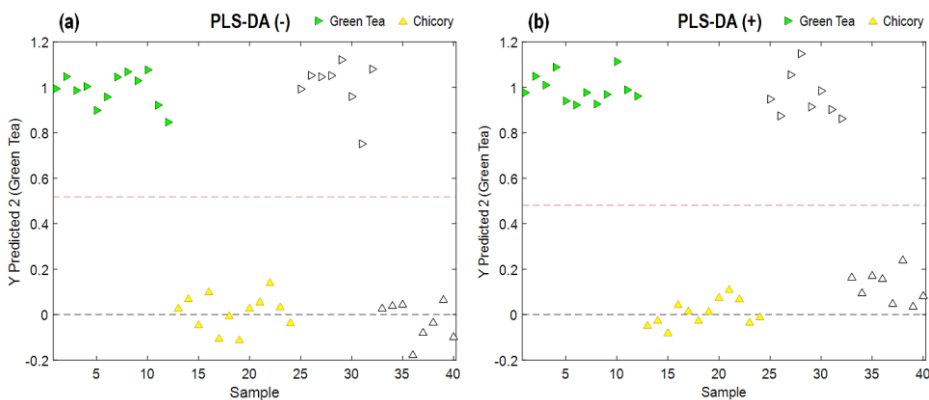 (a) PLS-DA (-) Green Tea Chicory
Y Predicted 2 (Green Tea)
1.2
1
0.8
0.6
0.4
0.2
0
-0.2
5 10 15 20 25 30 35 40
Sample
(b) PLS-DA (+) Green Tea Chicory
Y Predicted 2 (Green Tea)
1.2
1
0.8
0.6
0.4
0.2
0
-0.2
5 10 15 20 25 30 35 40
Sample